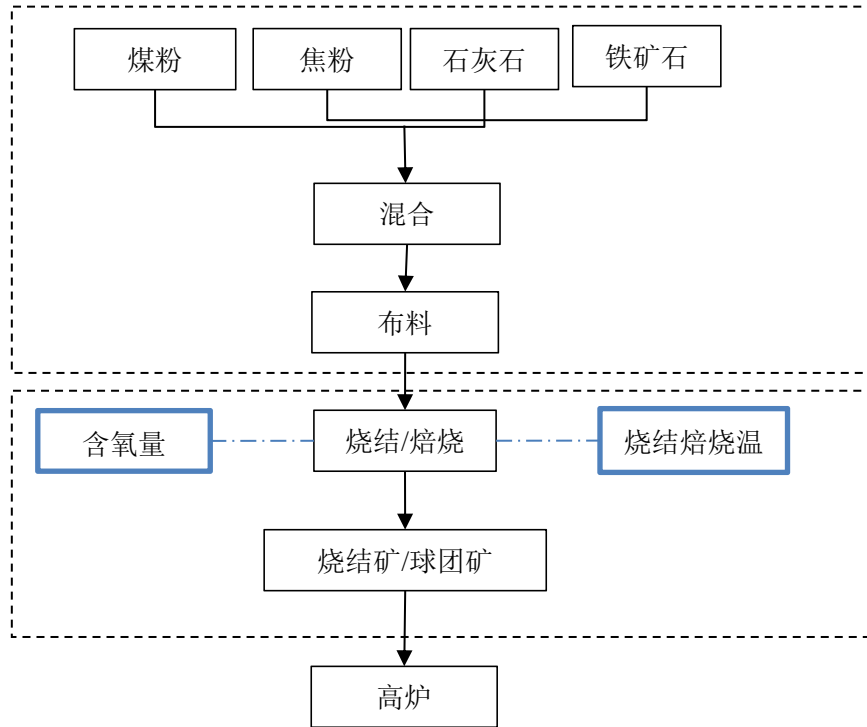 煤粉
焦粉
石灰石
铁矿石
混合
布料
含氧量
烧结/焙烧
烧结焙烧温
烧结矿/球团矿
高炉